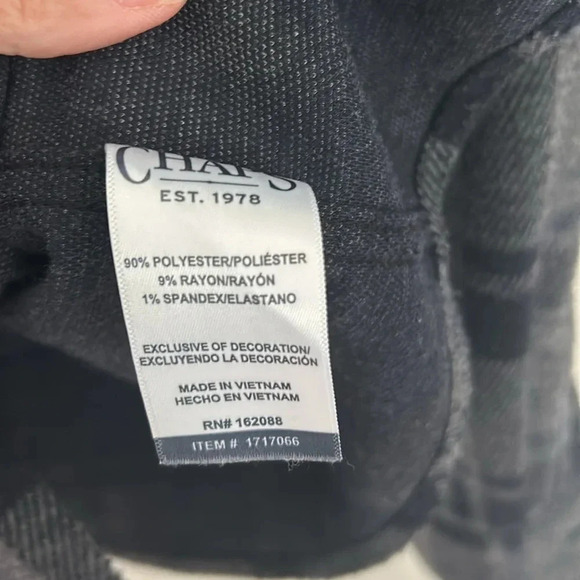 CHAPS
EST. 1978
90% POLYESTER/POLIÉSTER
9% RAYON/RAYÓN
1% SPANDEX/ELASTANO
EXCLUSIVE OF DECORATION/
EXCLUYENDO LA DECORACIÓN
MADE IN VIETNAM
HECHO EN VIETNAM
RN# 162088
ITEM # 1717066